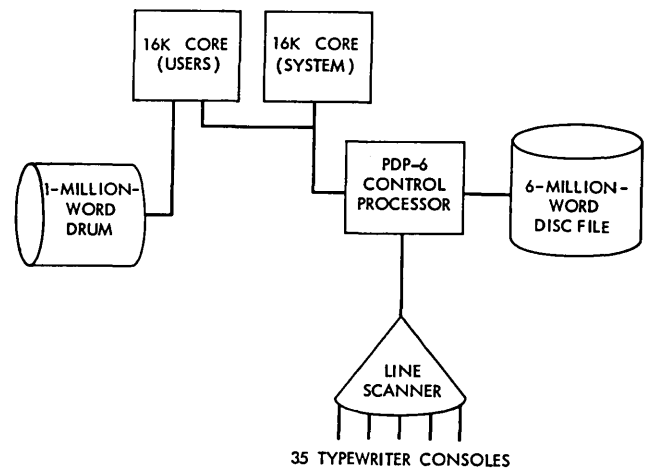 16K CORE
(USERS)
16K CORE
(SYSTEM)
1-MILLION-
WORD
DRUM
PDP-6
CONTROL
PROCESSOR
6-MILLION-
WORD
DISC FILE
LINE
SCANNER
35 TYPEWRITER CONSOLES